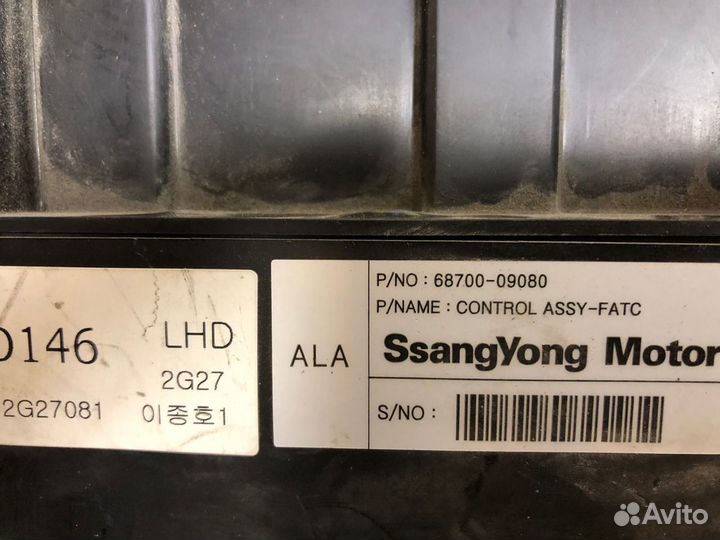 D146
LHD
2G27
2G27081
이종호1
ALA
P/NO : 68700-09080
P/NAME : CONTROL ASSY-FATC
SsangYong Motor
S/NO :
Avito